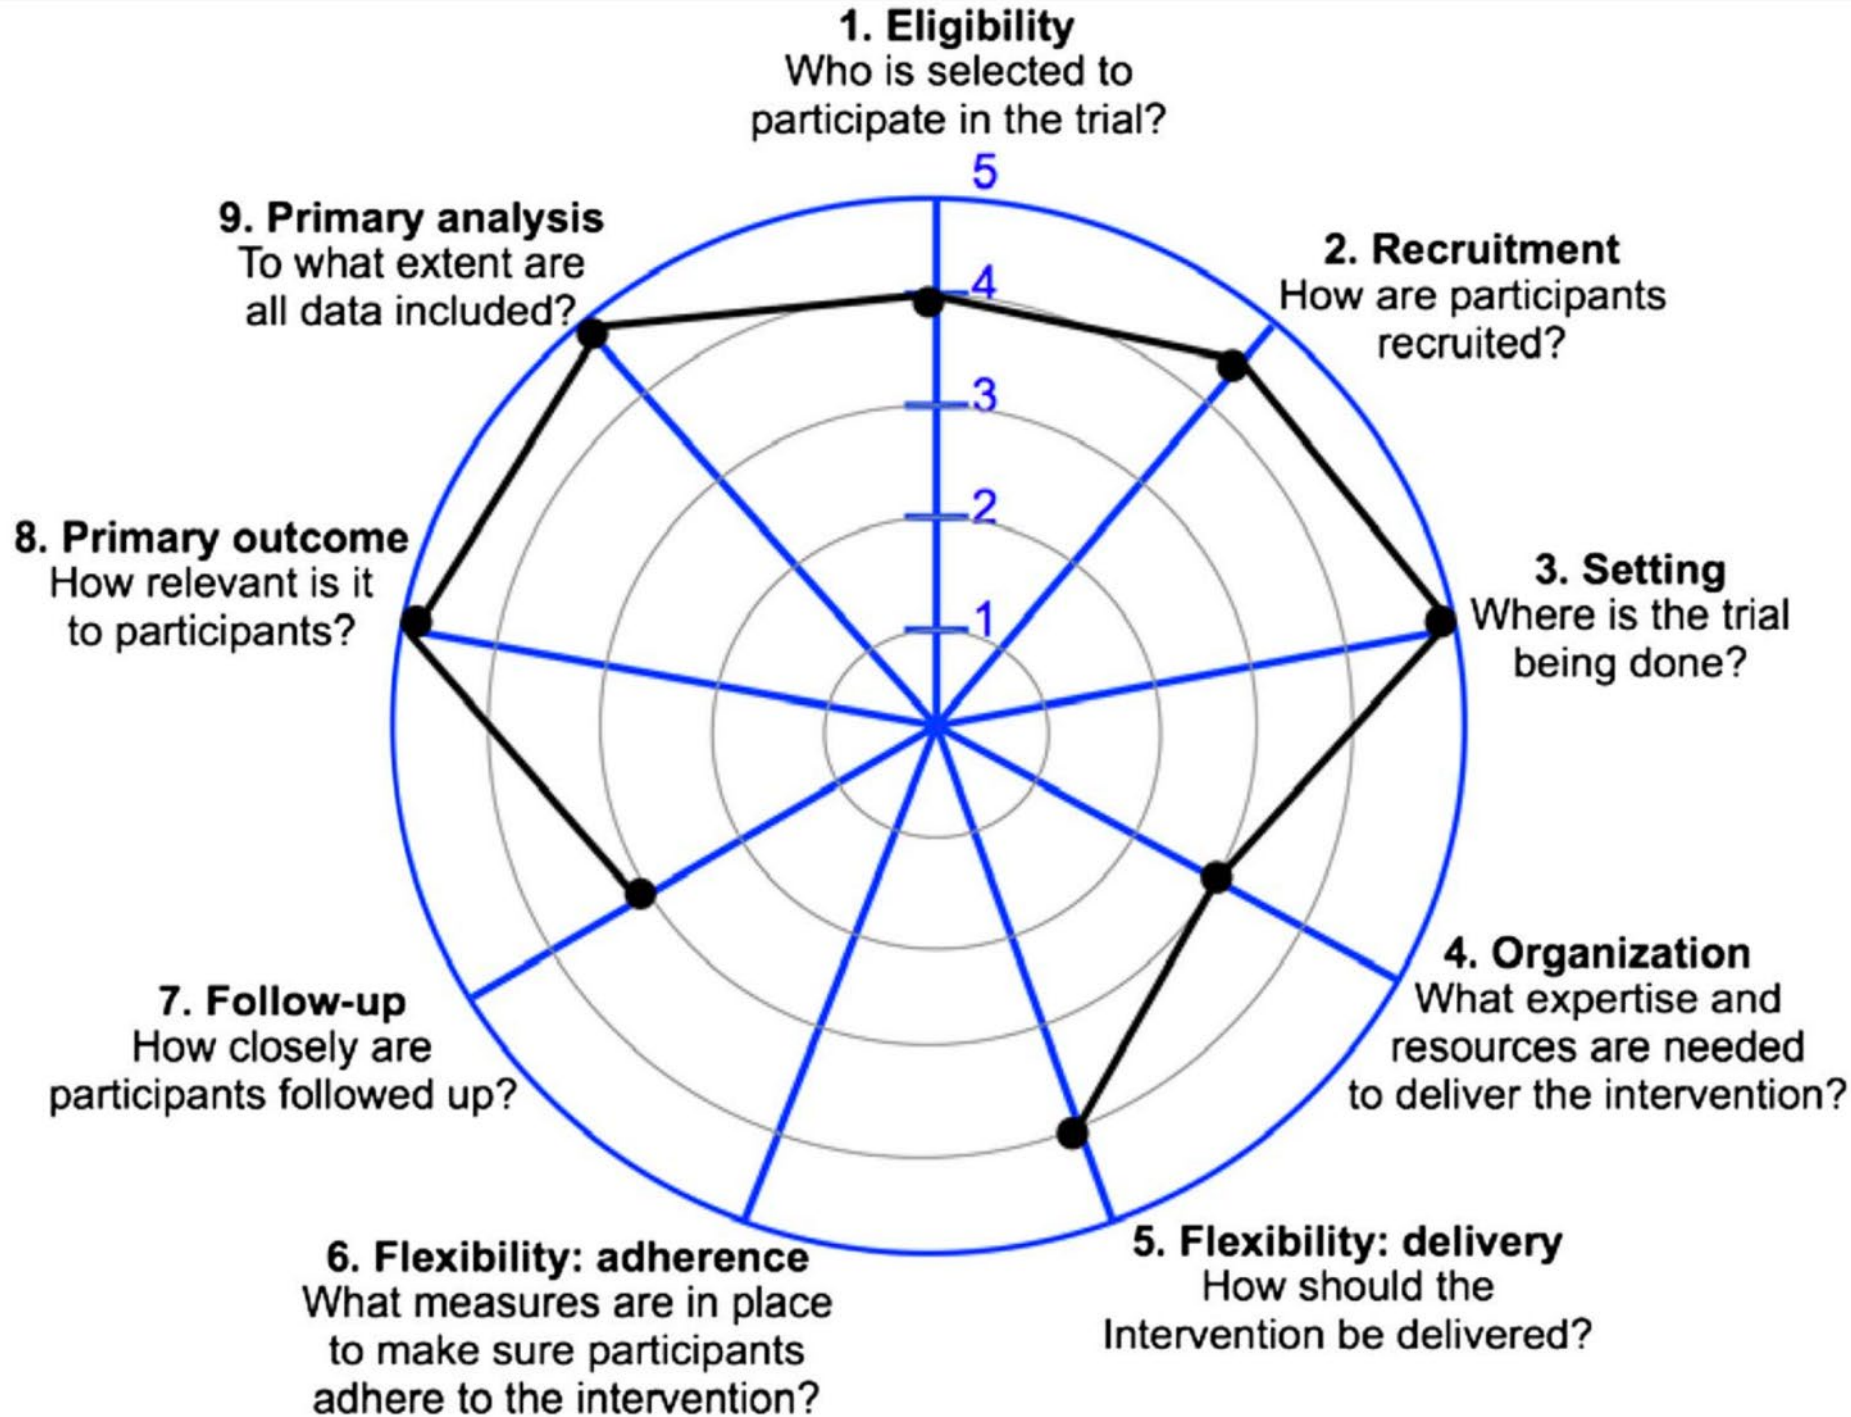 1. Eligibility
Who is selected to
participate in the trial?
5
4
3
2
1
2. Recruitment
How are participants
recruited?
3. Setting
Where is the trial
being done?
4. Organization
What expertise and
resources are needed
to deliver the intervention?
5. Flexibility: delivery
How should the
Intervention be delivered?
6. Flexibility: adherence
What measures are in place
to make sure participants
adhere to the intervention?
7. Follow-up
How closely are
participants followed up?
8. Primary outcome
How relevant is it
to participants?
9. Primary analysis
To what extent are
all data included?